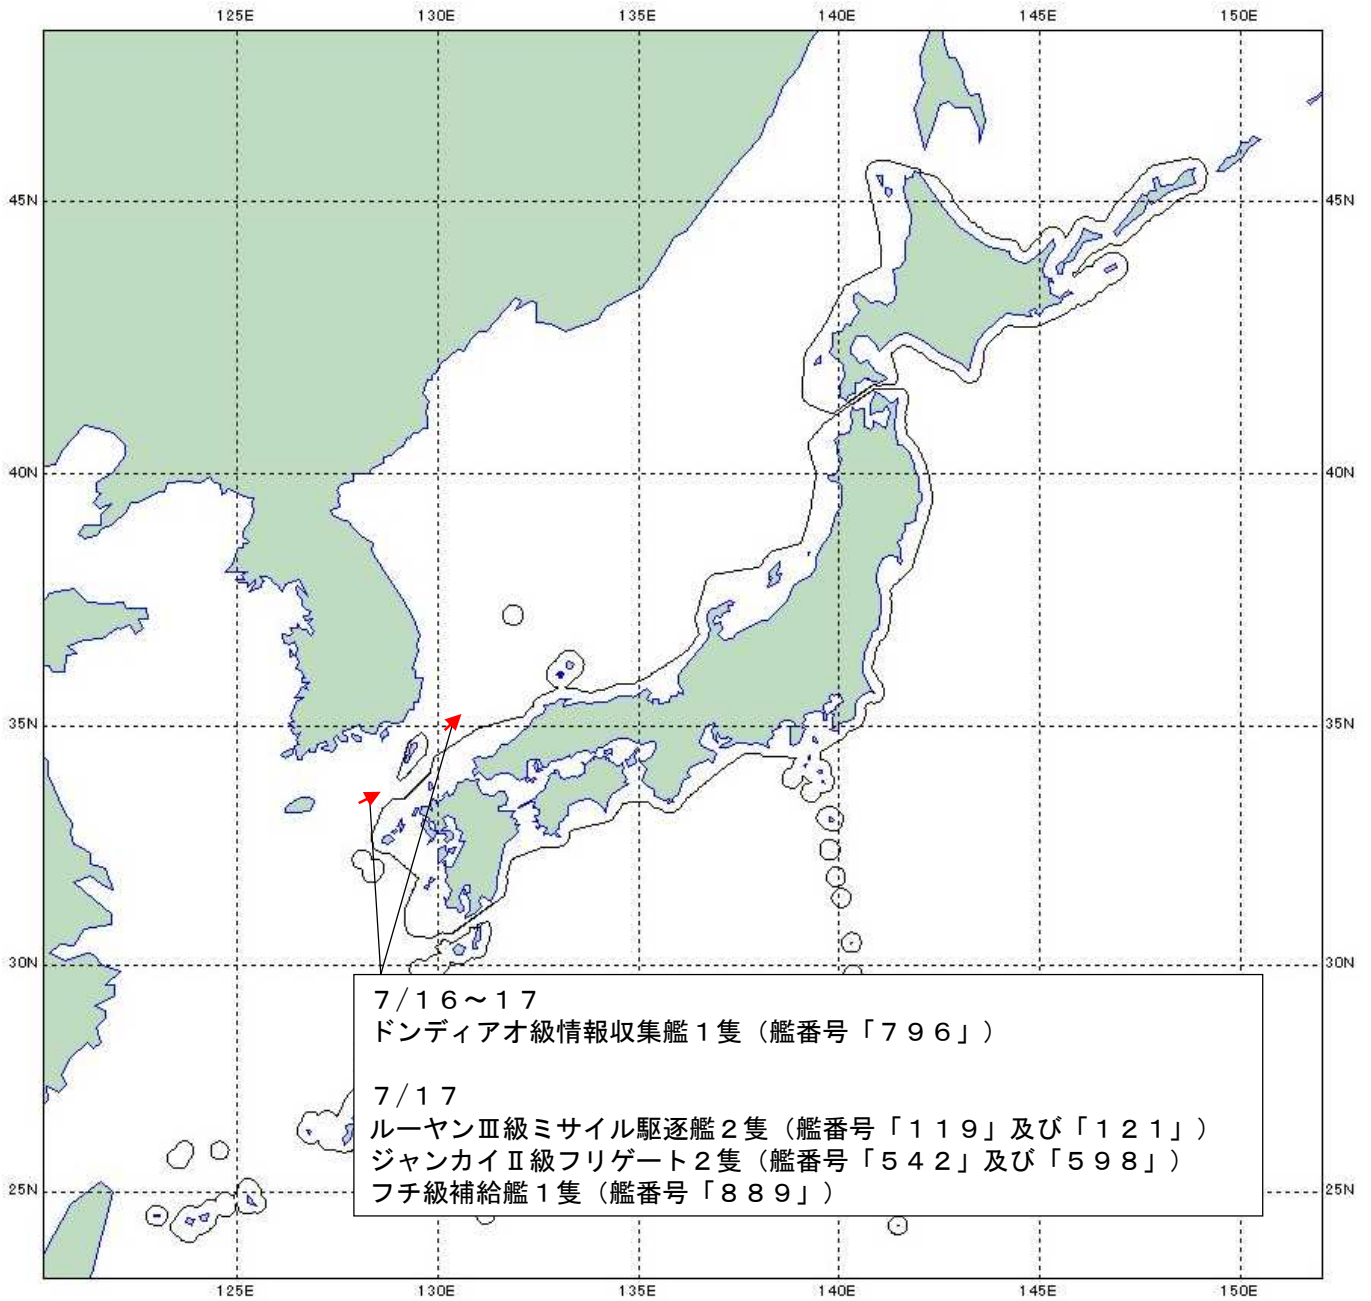 125E 130E 135E 140E 145E 150E
45N 45N
40N 40N
35N 35N
30N 30N
7/16～17
ドンディアオ級情報収集艦1隻（艦番号「796」）
7/17
ルーヤンⅢ級ミサイル駆逐艦2隻（艦番号「119」及び「121」）
ジャンカイⅡ級フリゲート2隻（艦番号「542」及び「598」）
フチ級補給艦1隻（艦番号「889」）
25N 25N
125E 130E 135E 140E 145E 150E